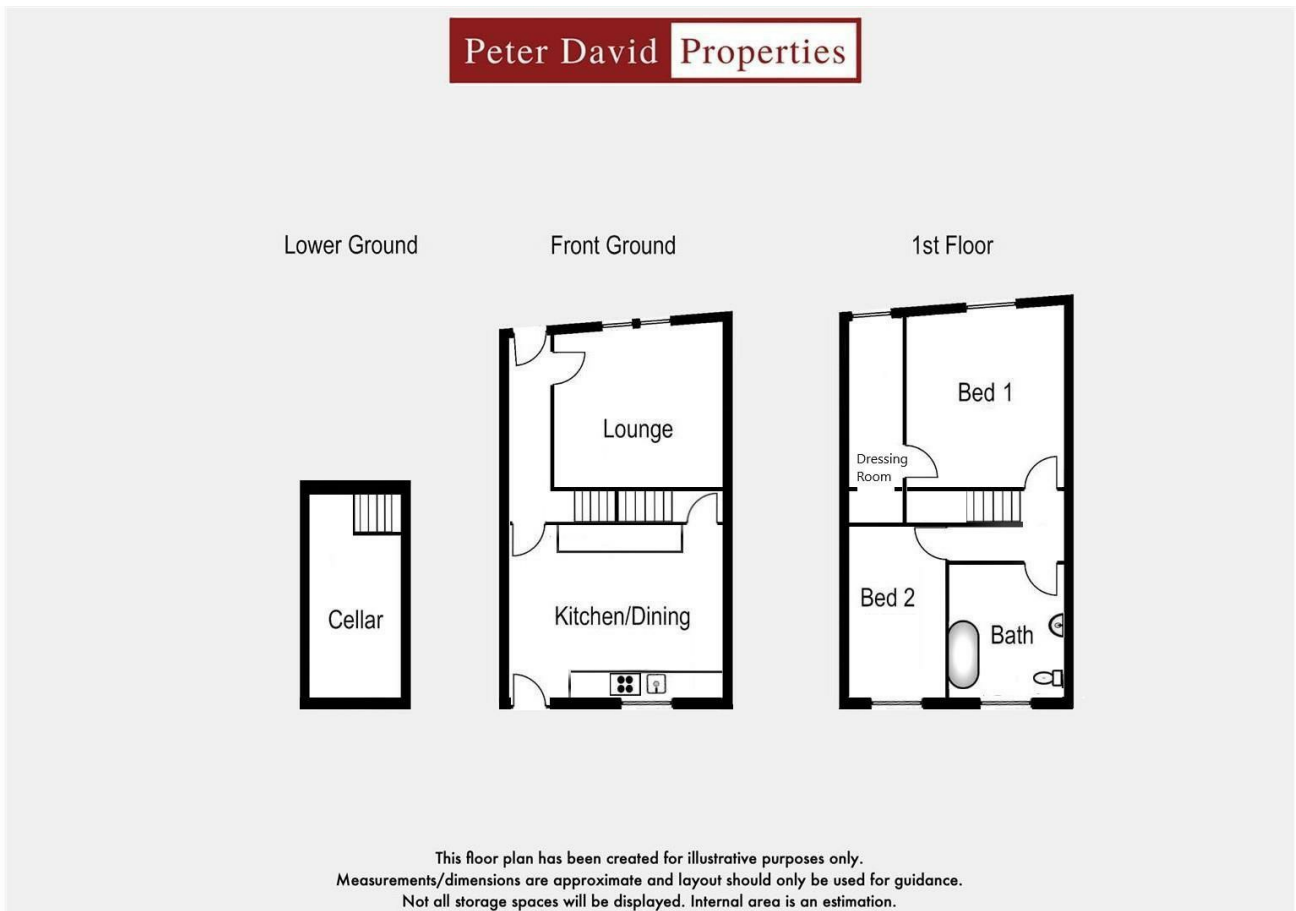 Peter David Properties
Lower Ground
Front Ground
1st Floor
Bed 1
Lounge
Dressing
Room
Bed 2
Cellar
Kitchen/Dining
Bath
This floor plan has been created for illustrative purposes only.
Measurements/dimensions are approximate and layout should only be used for guidance.
Not all storage spaces will be displayed. Internal area is an estimation.